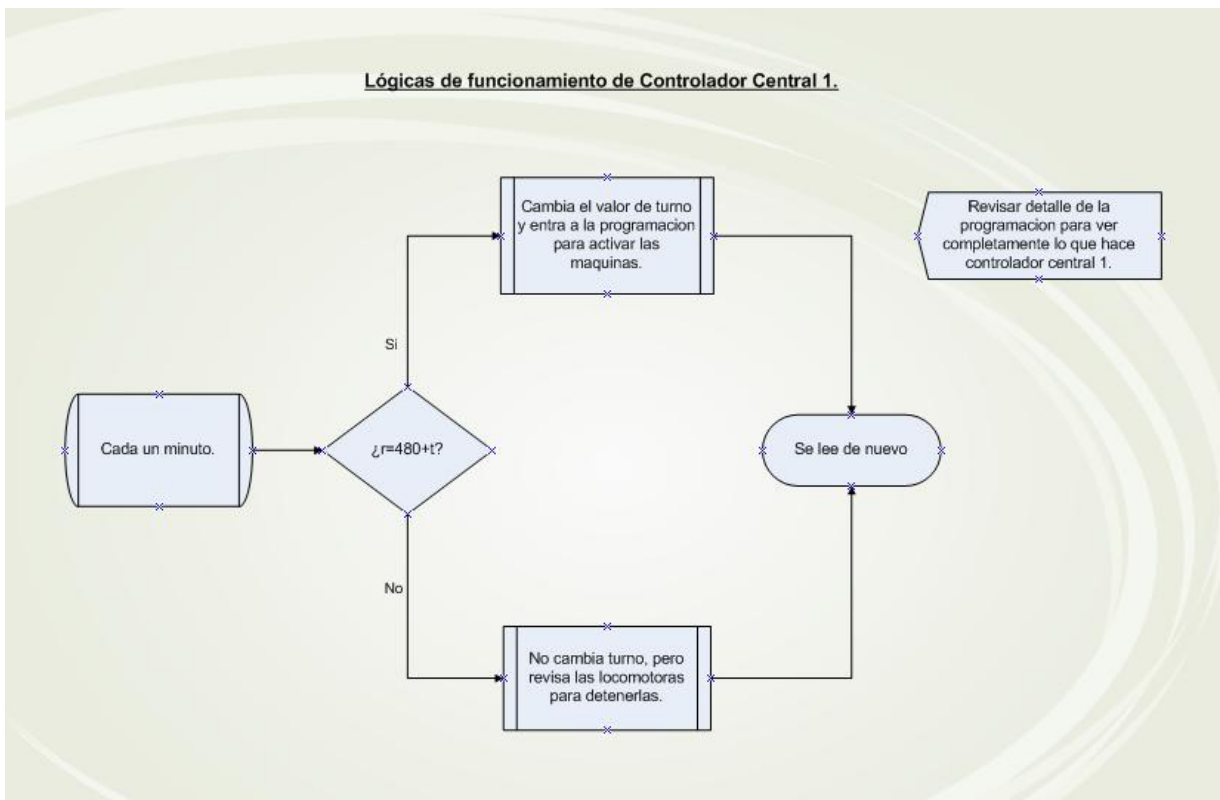 Lógicas de funcionamiento de Controlador Central 1.
Cambia el valor de turno
y entra a la programacion
para activar las
maquinas.
Revisar detalle de la
programacion para ver
completamente lo que hace
controlador central 1.
Si
Cada un minuto.
¿r=480+t?
Se lee de nuevo
No
No cambia turno, pero
revisa las locomotoras
para detenerlas.